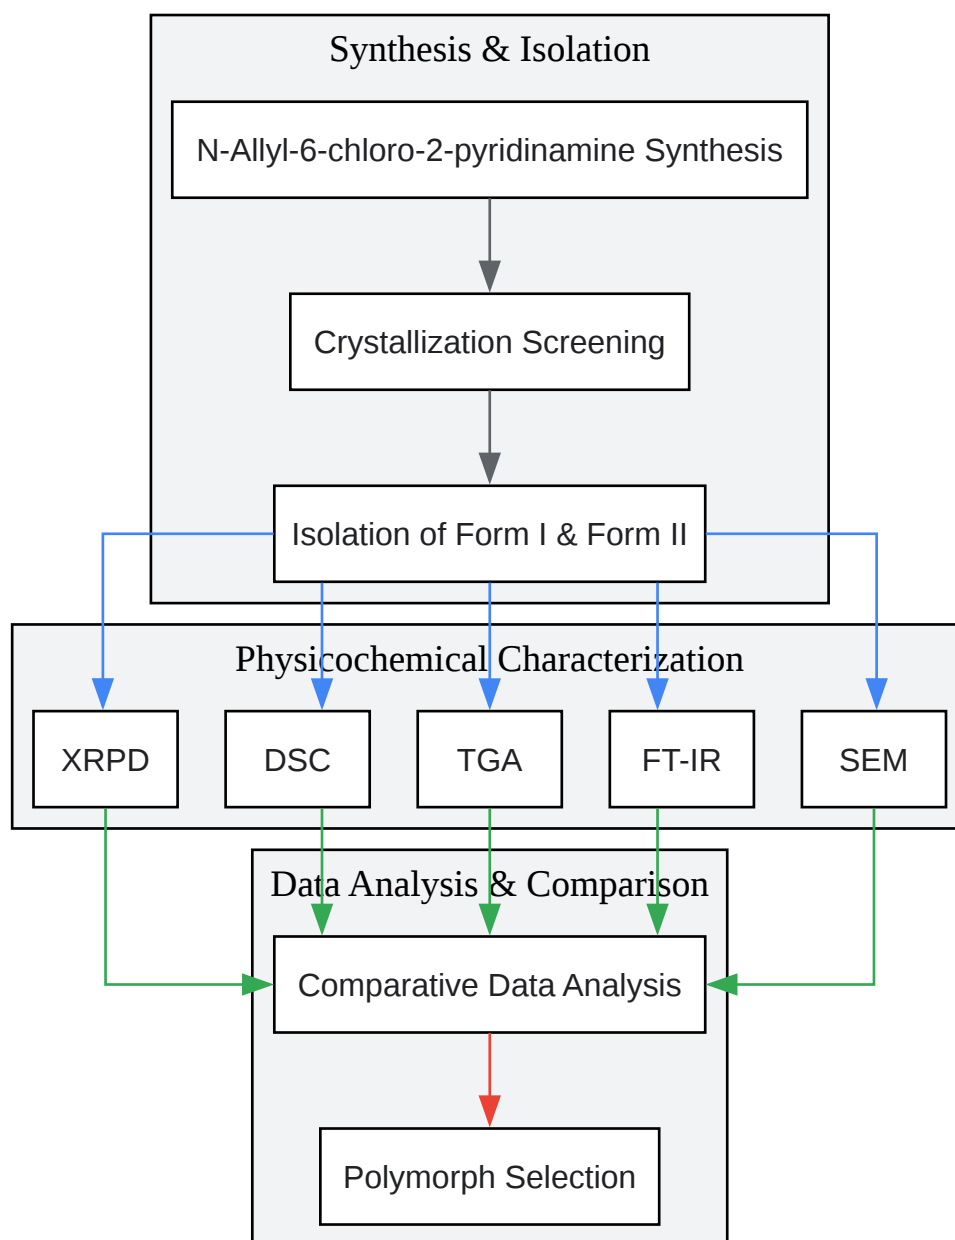 Synthesis & Isolation
N-Allyl-6-chloro-2-pyridinamine Synthesis
Crystallization Screening
Isolation of Form I & Form II
Physicochemical Characterization
XRPD
DSC
TGA
FT-IR
SEM
Data Analysis & Comparison
Comparative Data Analysis
Polymorph Selection